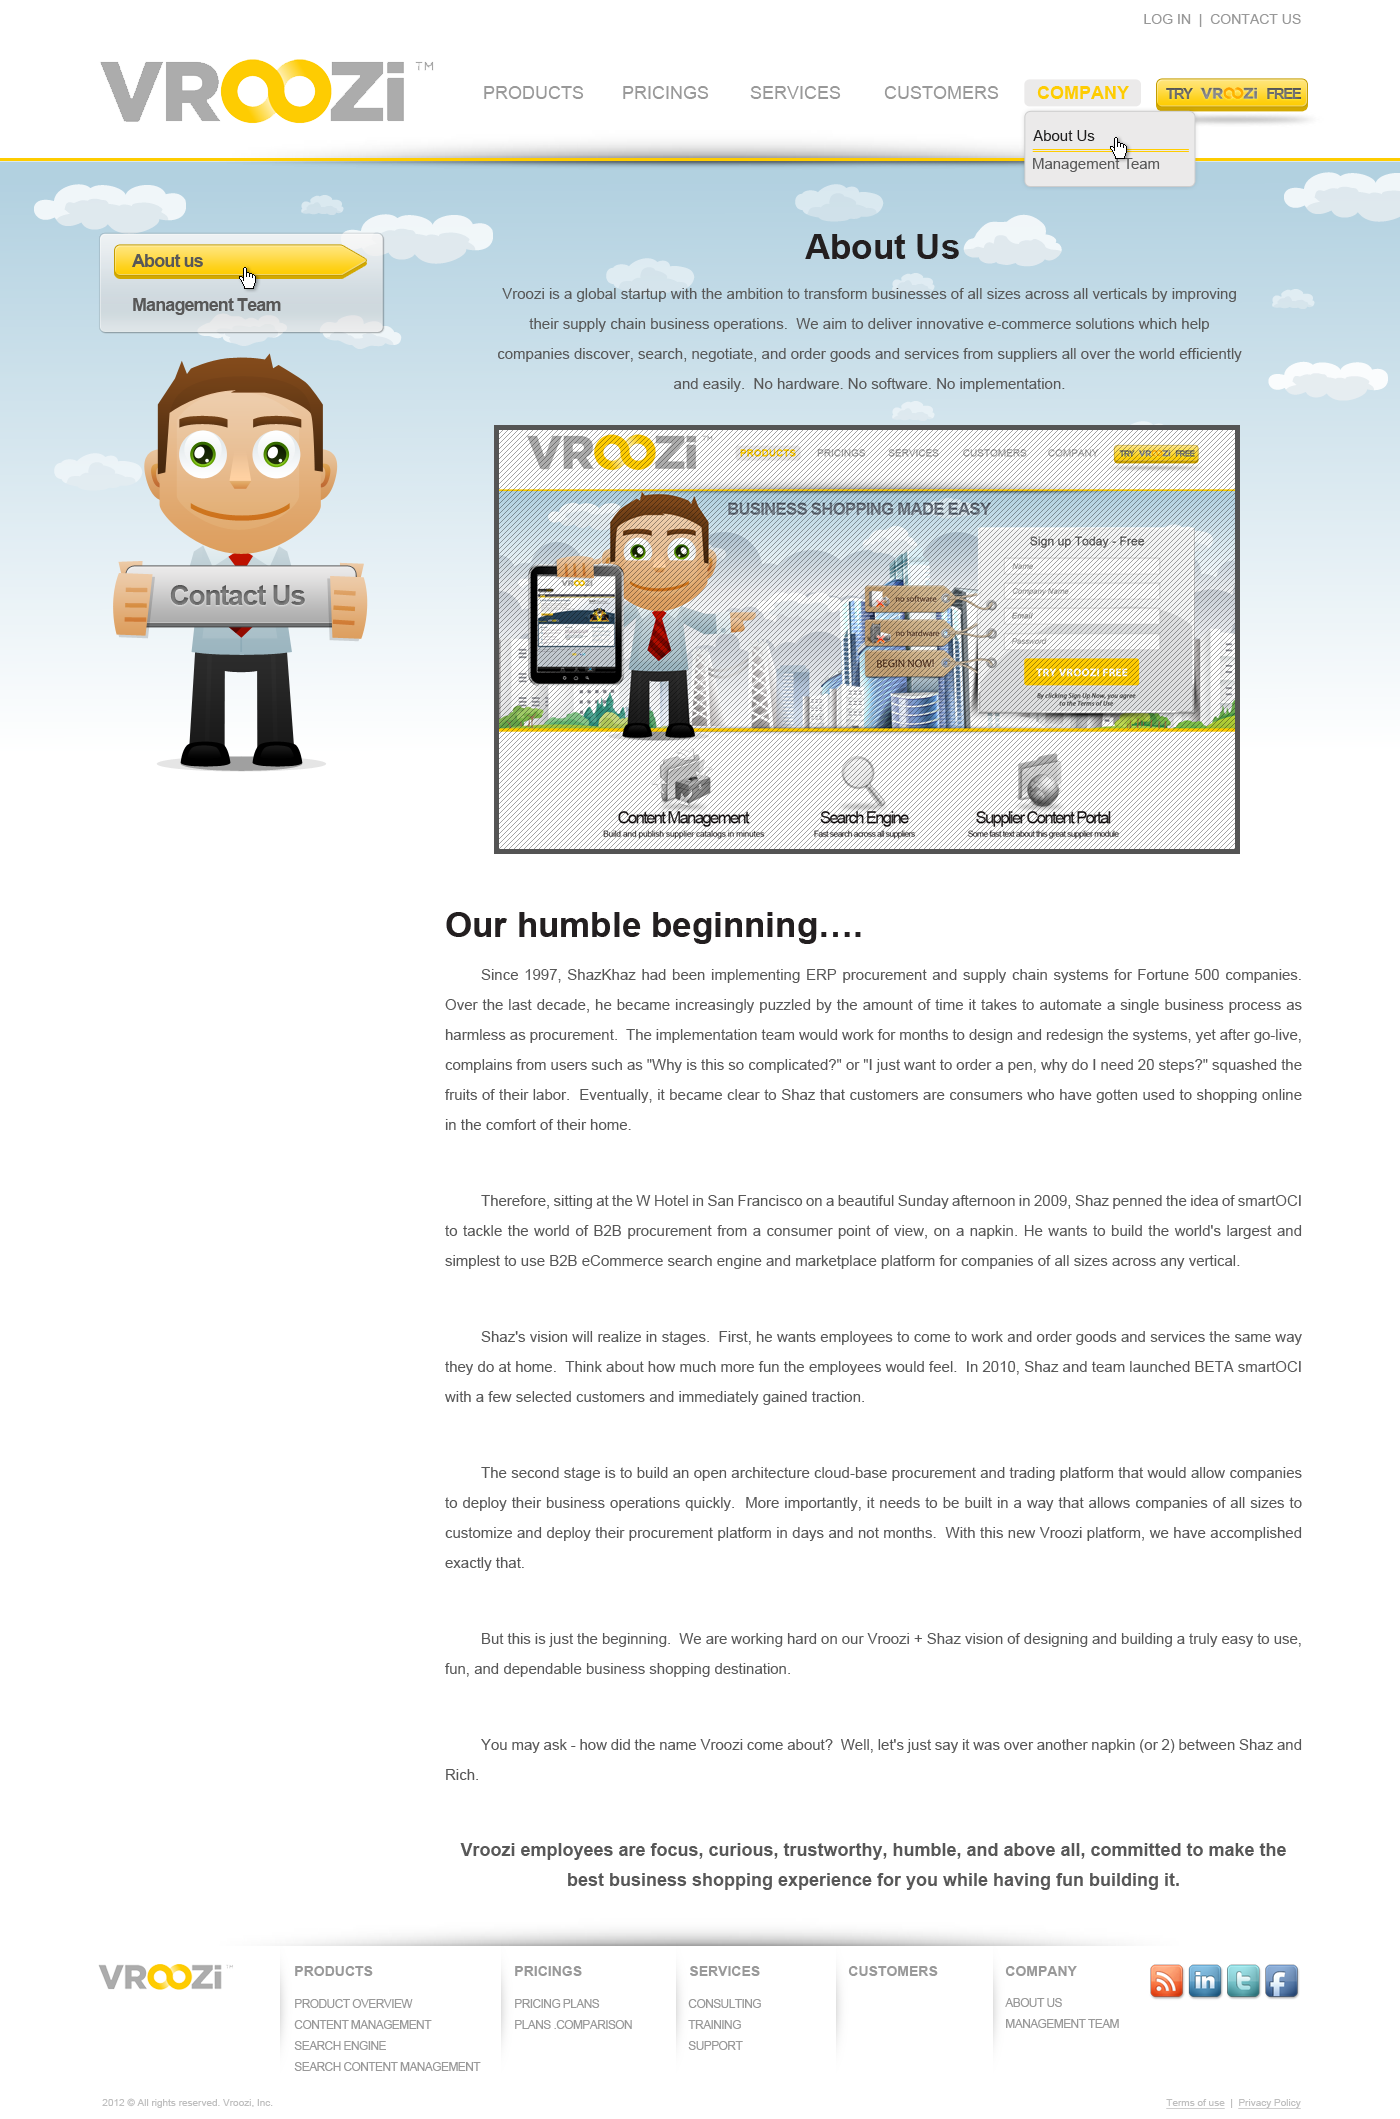 LOG IN | CONTACT US
VROOZi ™
PRODUCTS PRICINGS SERVICES CUSTOMERS COMPANY TRY VROOZi FREE
About Us
Management Team
About us
Management Team
Contact Us
About Us
Vroozi is a global startup with the ambition to transform businesses of all sizes across all verticals by improving
their supply chain business operations.  We aim to deliver innovative e-commerce solutions which help
companies discover, search, negotiate, and order goods and services from suppliers all over the world efficiently
and easily.  No hardware. No software. No implementation.
VROOZi ™
PRODUCTS PRICINGS SERVICES CUSTOMERS COMPANY TRY VROOZi FREE
BUSINESS SHOPPING MADE EASY
VROOZi
no software
no hardware
BEGIN NOW!
Sign up Today - Free
Name
Company Name
Email
Password
TRY VROOZI FREE
By clicking Sign Up Now, you agree
to the Terms of Use
Content Management
Build and publish supplier catalogs in minutes
Search Engine
Fast search across all suppliers
Supplier Content Portal
Some fast text about this great supplier module
Our humble beginning….
Since 1997, ShazKhaz had been implementing ERP procurement and supply chain systems for Fortune 500 companies.
Over the last decade, he became increasingly puzzled by the amount of time it takes to automate a single business process as
harmless as procurement.  The implementation team would work for months to design and redesign the systems, yet after go-live,
complains from users such as "Why is this so complicated?" or "I just want to order a pen, why do I need 20 steps?" squashed the
fruits of their labor.  Eventually, it became clear to Shaz that customers are consumers who have gotten used to shopping online
in the comfort of their home.
Therefore, sitting at the W Hotel in San Francisco on a beautiful Sunday afternoon in 2009, Shaz penned the idea of smartOCI
to tackle the world of B2B procurement from a consumer point of view, on a napkin. He wants to build the world's largest and
simplest to use B2B eCommerce search engine and marketplace platform for companies of all sizes across any vertical.
Shaz's vision will realize in stages.  First, he wants employees to come to work and order goods and services the same way
they do at home.  Think about how much more fun the employees would feel.  In 2010, Shaz and team launched BETA smartOCI
with a few selected customers and immediately gained traction.
The second stage is to build an open architecture cloud-base procurement and trading platform that would allow companies
to deploy their business operations quickly.  More importantly, it needs to be built in a way that allows companies of all sizes to
customize and deploy their procurement platform in days and not months.  With this new Vroozi platform, we have accomplished
exactly that.
But this is just the beginning.  We are working hard on our Vroozi + Shaz vision of designing and building a truly easy to use,
fun, and dependable business shopping destination.
You may ask - how did the name Vroozi come about?  Well, let's just say it was over another napkin (or 2) between Shaz and
Rich.
Vroozi employees are focus, curious, trustworthy, humble, and above all, committed to make the
best business shopping experience for you while having fun building it.
VROOZi ™
PRODUCTS
PRODUCT OVERVIEW
CONTENT MANAGEMENT
SEARCH ENGINE
SEARCH CONTENT MANAGEMENT
PRICINGS
PRICING PLANS
PLANS .COMPARISON
SERVICES
CONSULTING
TRAINING
SUPPORT
CUSTOMERS
COMPANY
ABOUT US
MANAGEMENT TEAM
in t f
2012 © All rights reserved. Vroozi, Inc.
Terms of use | Privacy Policy